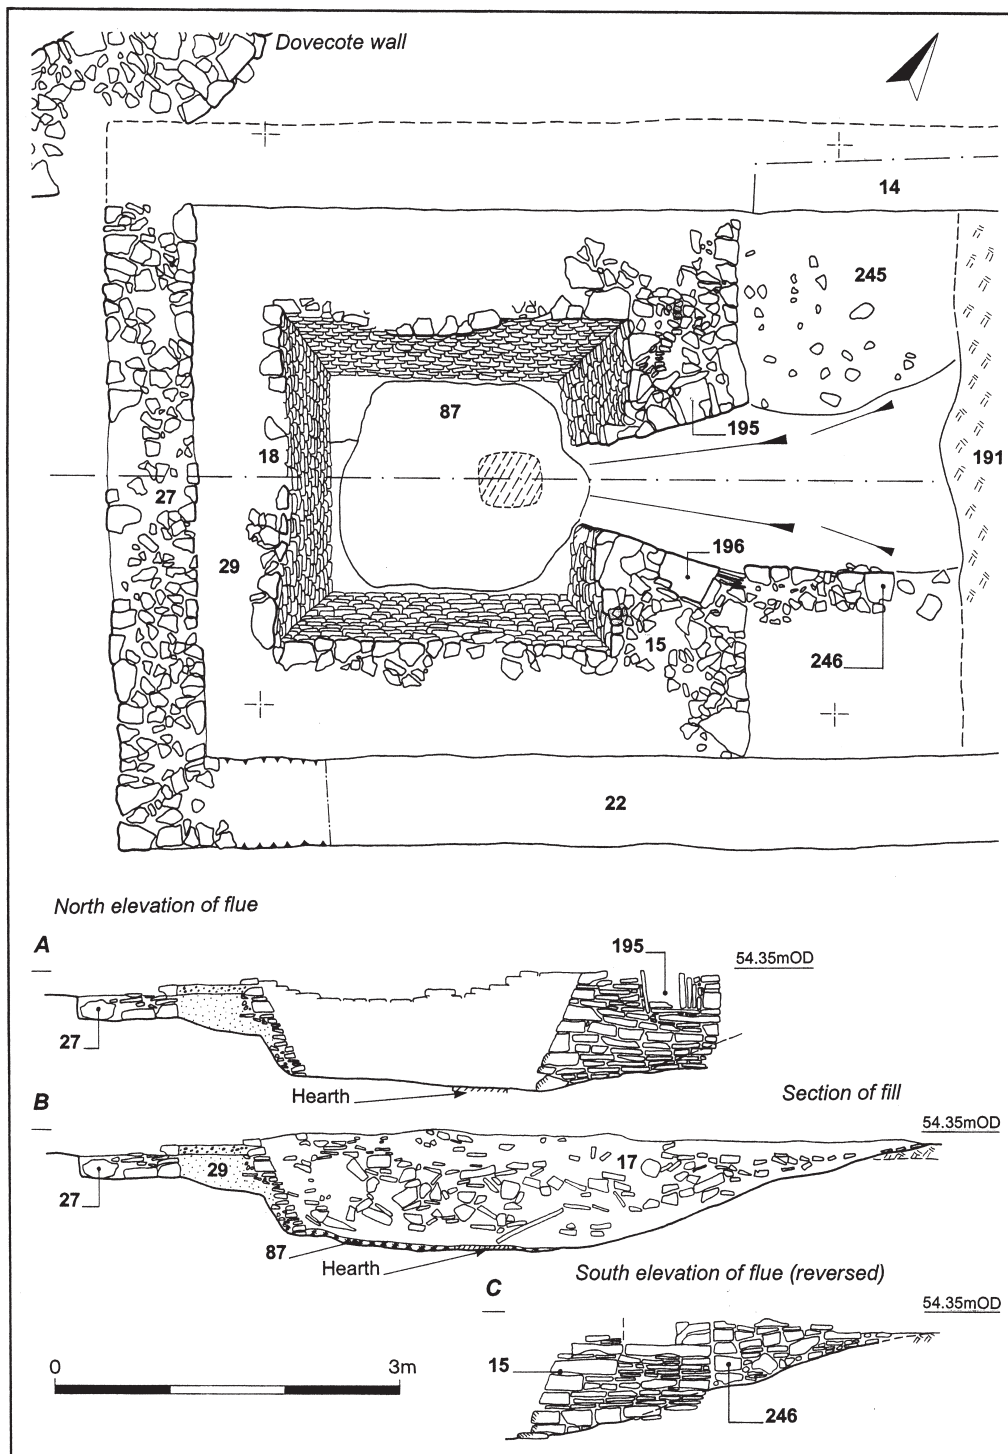 Dovecote wall
14
245
87
195
18
191
27
196
29
15
246
22
North elevation of flue
A
195
54.35mOD
27
Hearth
Section of fill
B
54.35mOD
29
17
27
87
Hearth
South elevation of flue (reversed)
C
54.35mOD
15
0
3m
246